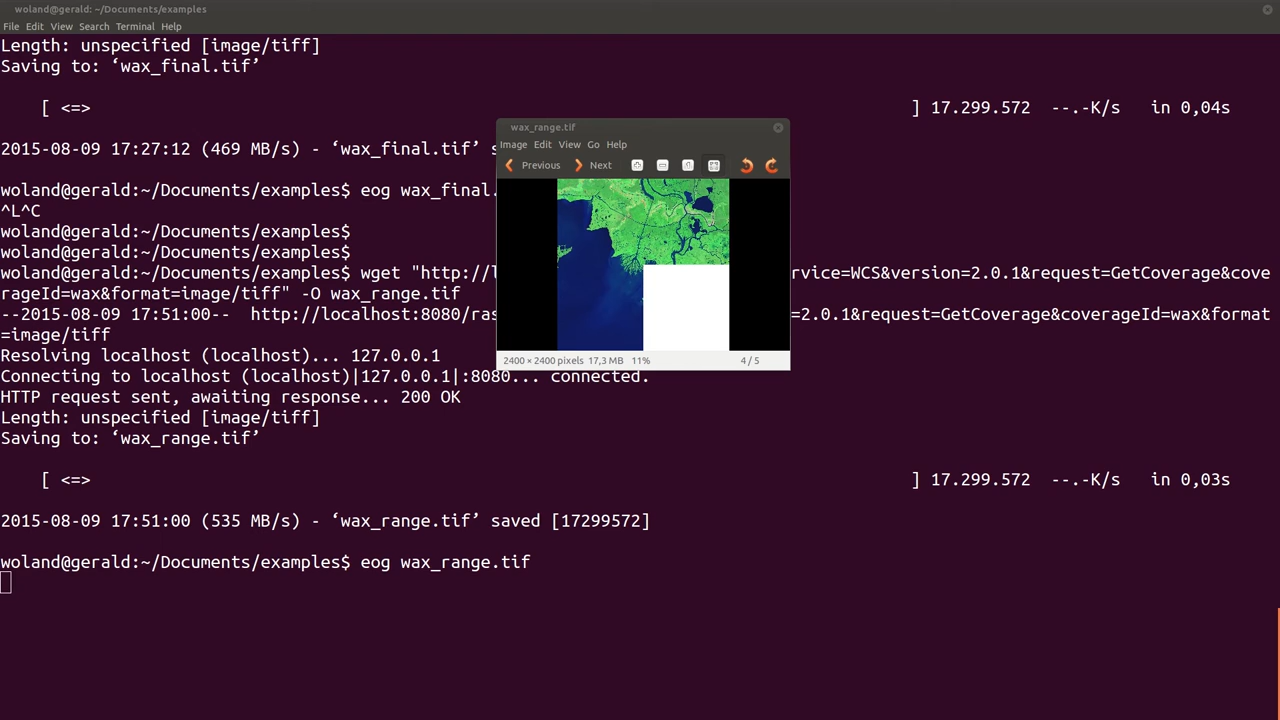 woland@gerald: ~/Documents/examples
File Edit View Search Terminal Help
Length: unspecified [image/tiff]
Saving to: ‘wax_final.tif’
[ <=> ] 17.299.572 --.-K/s in 0,04s
2015-08-09 17:27:12 (469 MB/s) - ‘wax_final.tif’ s
woland@gerald:~/Documents/examples$ eog wax_final.
^L^C
woland@gerald:~/Documents/examples$
woland@gerald:~/Documents/examples$
woland@gerald:~/Documents/examples$ wget "http://l rvice=WCS&version=2.0.1&request=GetCoverage&cove
rageId=wax&format=image/tiff" -O wax_range.tif
--2015-08-09 17:51:00-- http://localhost:8080/ras =2.0.1&request=GetCoverage&coverageId=wax&format
=image/tiff
Resolving localhost (localhost)... 127.0.0.1
Connecting to localhost (localhost)|127.0.0.1|:8080... connected.
HTTP request sent, awaiting response... 200 OK
Length: unspecified [image/tiff]
Saving to: ‘wax_range.tif’
[ <=> ] 17.299.572 --.-K/s in 0,03s
2015-08-09 17:51:00 (535 MB/s) - ‘wax_range.tif’ saved [17299572]
woland@gerald:~/Documents/examples$ eog wax_range.tif
wax_range.tif
Image Edit View Go Help
Previous Next
2400 × 2400 pixels 17,3 MB 11% 4 / 5